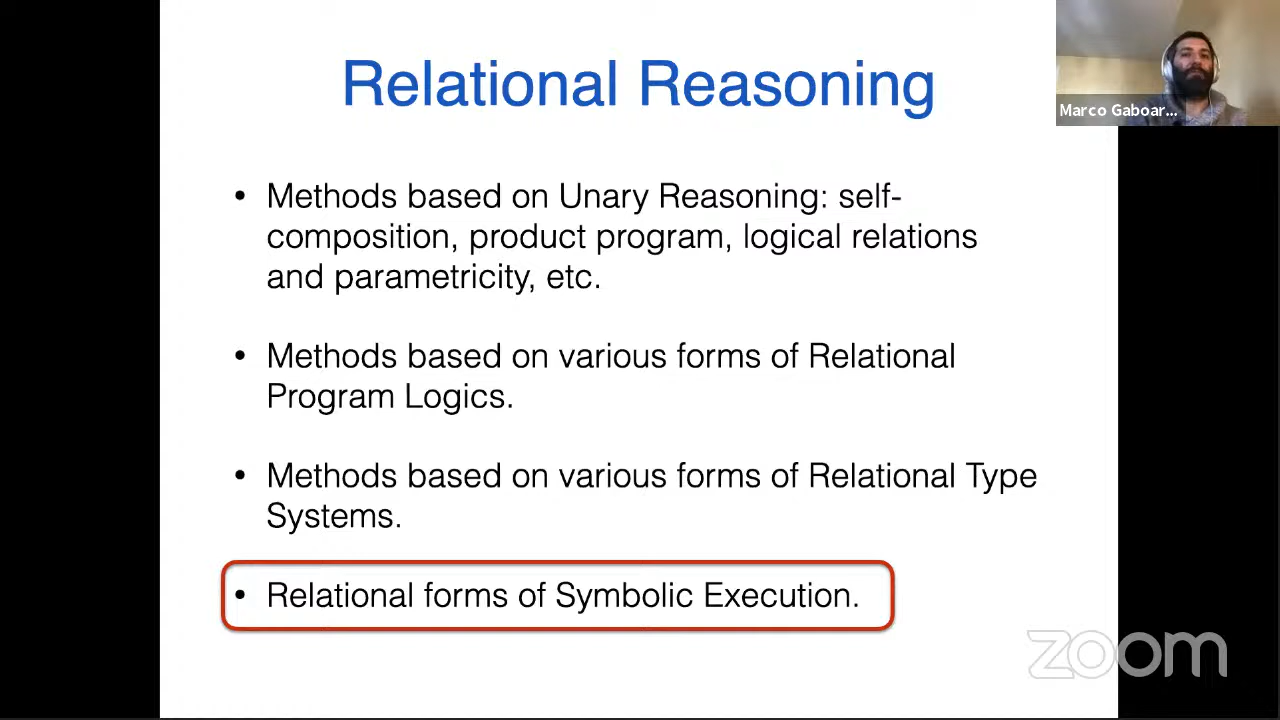 Relational Reasoning
Marco Gaboar...
• Methods based on Unary Reasoning: self-
composition, product program, logical relations
and parametricity, etc.
• Methods based on various forms of Relational
Program Logics.
• Methods based on various forms of Relational Type
Systems.
• Relational forms of Symbolic Execution.
zoom